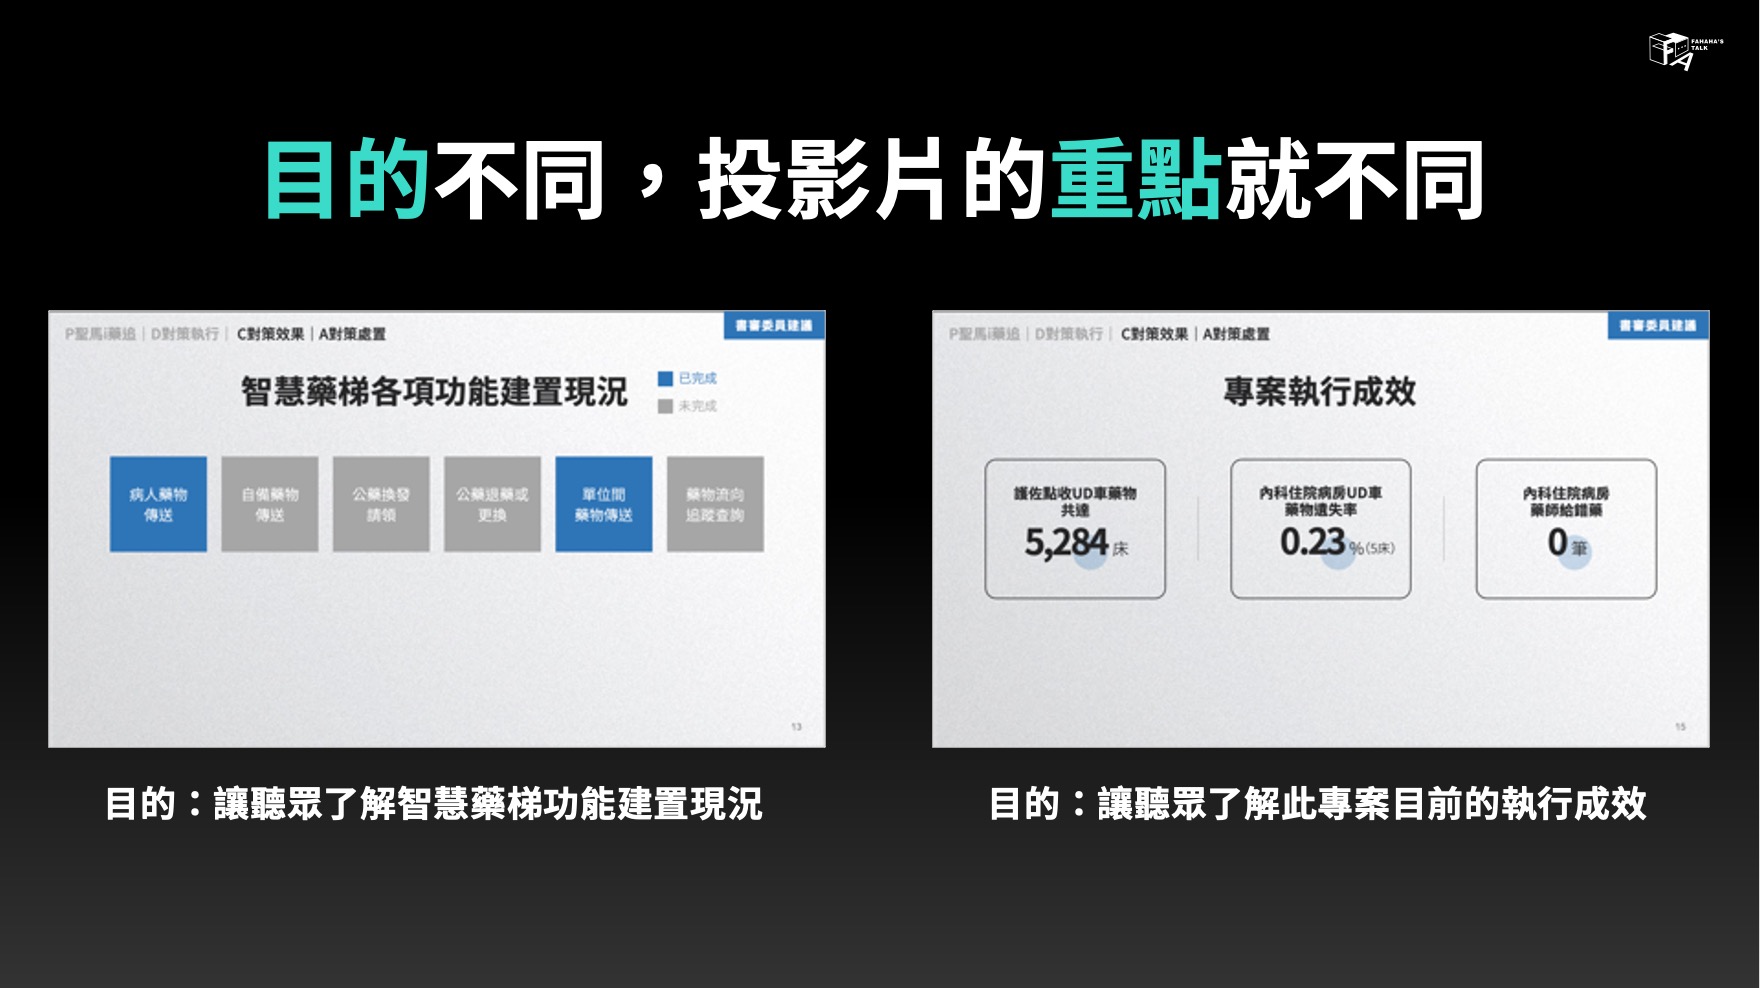 FAHAHA'S
TALK
FA
目的不同，投影片的重點就不同
P聖馬i藥追｜D對策執行｜C對策效果｜A對策處置
書審委員建議
智慧藥梯各項功能建置現況
已完成
未完成
病人藥物
傳送
自備藥物
傳送
公藥換發
請領
公藥退藥或
更換
單位間
藥物傳送
藥物流向
追蹤查詢
13
目的：讓聽眾了解智慧藥梯功能建置現況
P聖馬i藥追｜D對策執行｜C對策效果｜A對策處置
書審委員建議
專案執行成效
護佐點收UD車藥物
共達
5,284床
內科住院病房UD車
藥物遺失率
0.23%(5床)
內科住院病房
藥師給錯藥
0筆
15
目的：讓聽眾了解此專案目前的執行成效